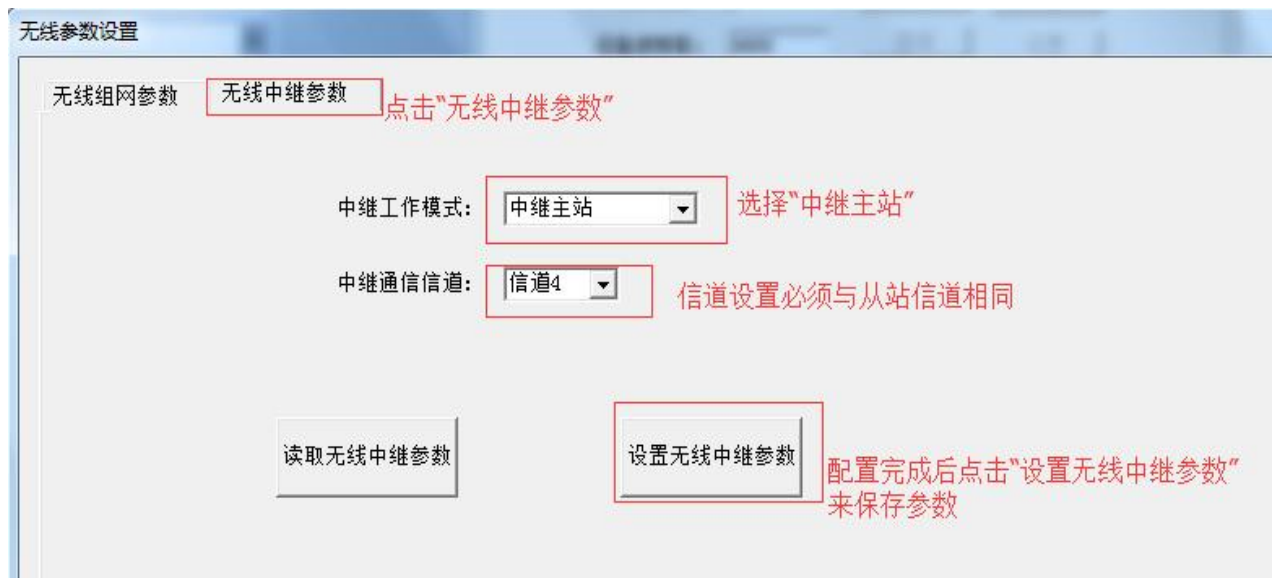 无线参数设置
无线组网参数
无线中继参数
点击“无线中继参数”
中继工作模式：
中继主站
选择“中继主站”
中继通信信道：
信道4
信道设置必须与从站信道相同
读取无线中继参数
设置无线中继参数
配置完成后点击“设置无线中继参数”
来保存参数